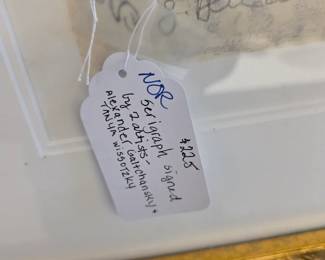 NOR
Serigraph signed
by 2 artists-
Alexander Galtchansky +
Tanya Wissotzky
$225